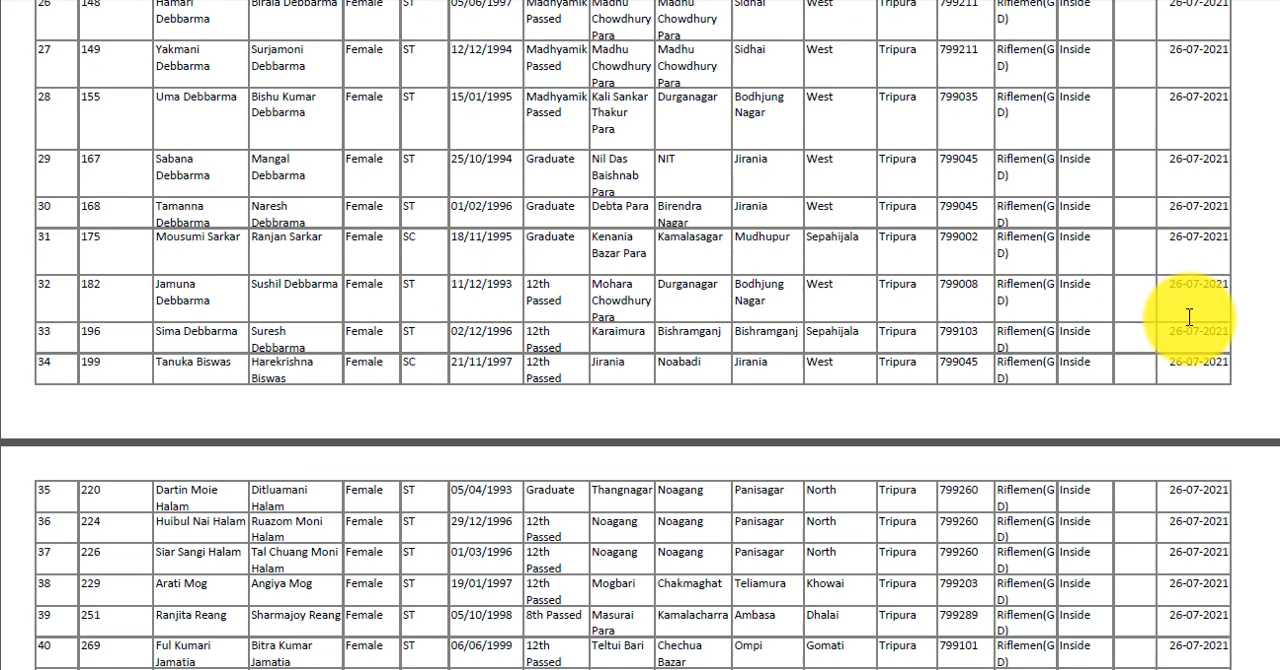 26 148 Hamari Birala Debbarma Female ST 05/06/1997 Madhyamik Madhu Madhu Sidhai West Tripura 799211 Riflemen(G Inside 26-07-2021
Debbarma Passed Chowdhury Chowdhury D)
Para Para
27 149 Yakmani Surjamoni Female ST 12/12/1994 Madhyamik Madhu Madhu Sidhai West Tripura 799211 Riflemen(G Inside 26-07-2021
Debbarma Debbarma Passed Chowdhury Chowdhury D)
Para Para
28 155 Uma Debbarma Bishu Kumar Female ST 15/01/1995 Madhyamik Kali Sankar Durganagar Bodhjung West Tripura 799035 Riflemen(G Inside 26-07-2021
Debbarma Passed Thakur Nagar D)
Para
29 167 Sabana Mangal Female ST 25/10/1994 Graduate Nil Das NIT Jirania West Tripura 799045 Riflemen(G Inside 26-07-2021
Debbarma Debbarma Baishnab D)
Para
30 168 Tamanna Naresh Female ST 01/02/1996 Graduate Debta Para Birendra Jirania West Tripura 799045 Riflemen(G Inside 26-07-2021
Debbarma Debbrama Nagar D)
31 175 Mousumi Sarkar Ranjan Sarkar Female SC 18/11/1995 Graduate Kenania Kamalasagar Mudhupur Sepahijala Tripura 799002 Riflemen(G Inside 26-07-2021
Bazar Para D)
32 182 Jamuna Sushil Debbarma Female ST 11/12/1993 12th Mohara Durganagar Bodhjung West Tripura 799008 Riflemen(G Inside 26-07-2021
Debbarma Passed Chowdhury Nagar D)
Para
33 196 Sima Debbarma Suresh Female ST 02/12/1996 12th Karaimura Bishramganj Bishramganj Sepahijala Tripura 799103 Riflemen(G Inside 26-07-2021
Debbarma Passed D)
34 199 Tanuka Biswas Harekrishna Female SC 21/11/1997 12th Jirania Noabadi Jirania West Tripura 799045 Riflemen(G Inside 26-07-2021
Biswas Passed D)
35 220 Dartin Moie Ditluamani Female ST 05/04/1993 Graduate Thangnagar Noagang Panisagar North Tripura 799260 Riflemen(G Inside 26-07-2021
Halam Halam D)
36 224 Huibul Nai Halam Ruazom Moni Female ST 29/12/1996 12th Noagang Noagang Panisagar North Tripura 799260 Riflemen(G Inside 26-07-2021
Halam Passed D)
37 226 Siar Sangi Halam Tal Chuang Moni Female ST 01/03/1996 12th Noagang Noagang Panisagar North Tripura 799260 Riflemen(G Inside 26-07-2021
Halam Passed D)
38 229 Arati Mog Angiya Mog Female ST 19/01/1997 12th Mogbari Chakmaghat Teliamura Khowai Tripura 799203 Riflemen(G Inside 26-07-2021
Passed D)
39 251 Ranjita Reang Sharmajoy Reang Female ST 05/10/1998 8th Passed Masurai Kamalacharra Ambasa Dhalai Tripura 799289 Riflemen(G Inside 26-07-2021
Para D)
40 269 Ful Kumari Bitra Kumar Female ST 06/06/1999 12th Teltui Bari Chechua Ompi Gomati Tripura 799101 Riflemen(G Inside 26-07-2021
Jamatia Jamatia Passed Bazar D)